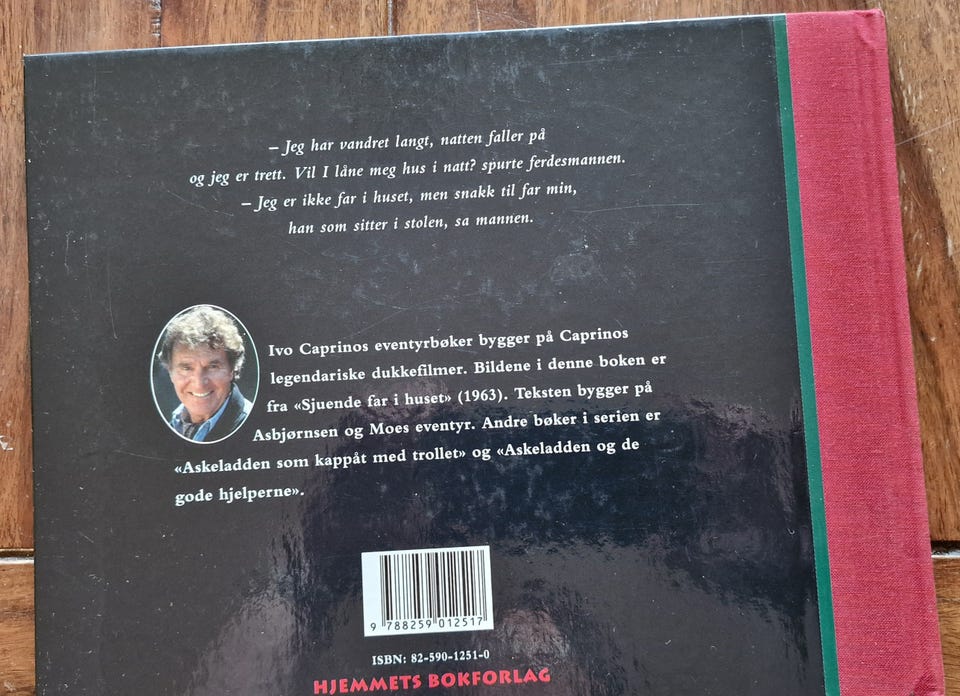 – Jeg har vandret langt, natten faller på
og jeg er trett. Vil I låne meg hus i natt? spurte ferdesmannen.
– Jeg er ikke far i huset, men snakk til far min,
han som sitter i stolen, sa mannen.
Ivo Caprinos eventyrbøker bygger på Caprinos
legendariske dukkefilmer. Bildene i denne boken er
fra «Sjuende far i huset» (1963). Teksten bygger på
Asbjørnsen og Moes eventyr. Andre bøker i serien er
«Askeladden som kappåt med trollet» og «Askeladden og de
gode hjelperne».
9 788259 012517
ISBN: 82-590-1251-0
HJEMMETS BOKFORLAG